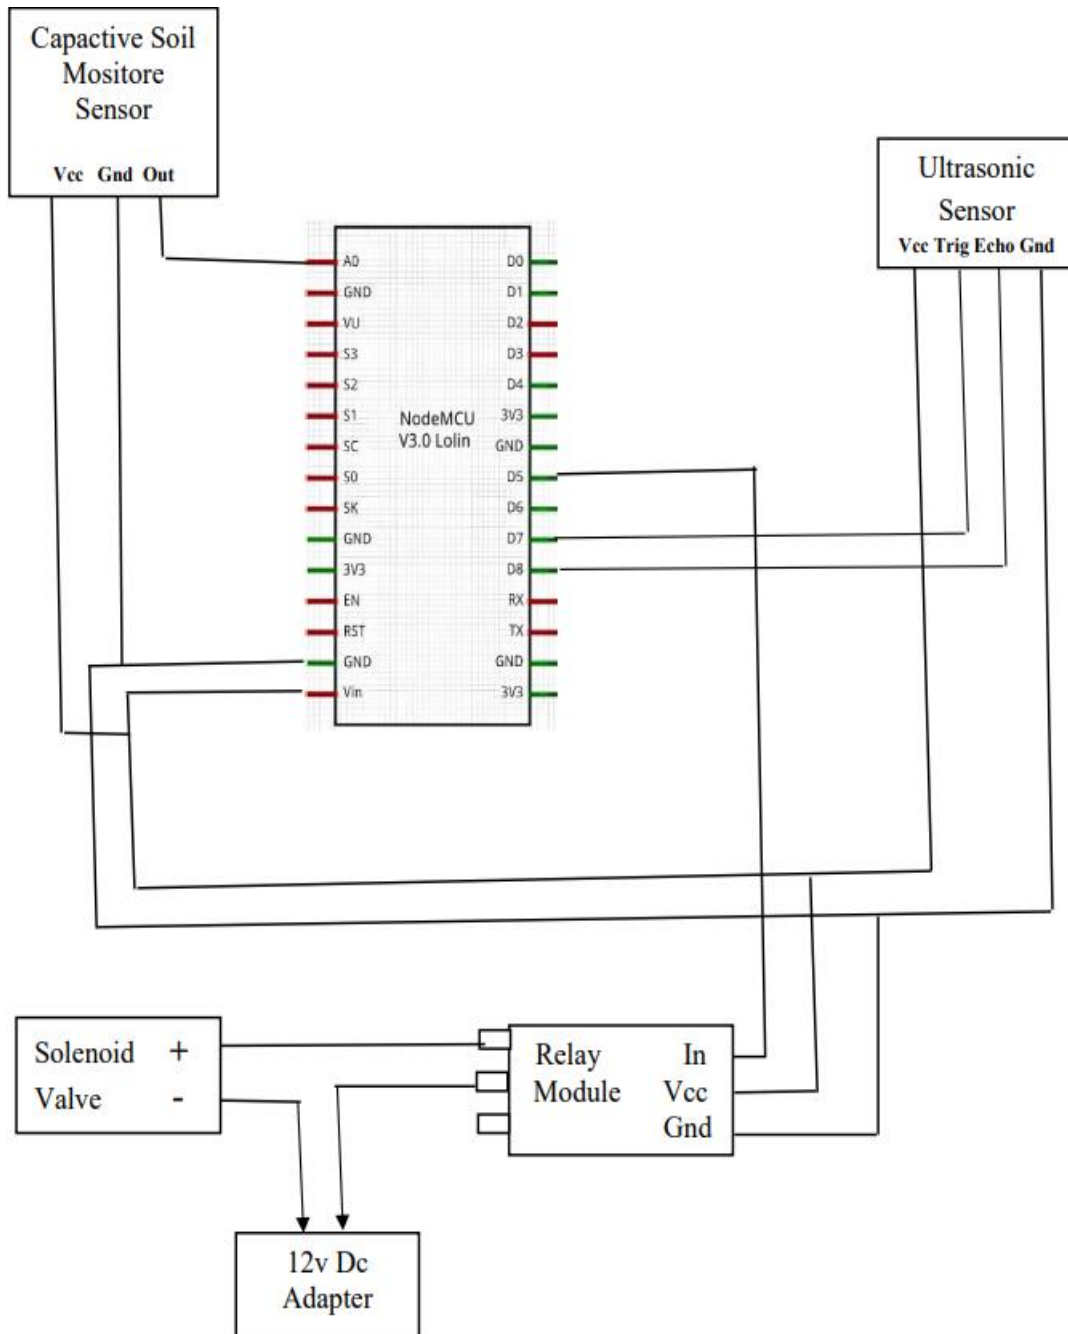 Capactive Soil
Mositore
Sensor
Vcc Gnd Out
Ultrasonic
Sensor
Vcc Trig Echo Gnd
A0
GND
VU
S3
S2
S1
SC
S0
SK
GND
3V3
EN
RST
GND
Vin
NodeMCU
V3.0 Lolin
D0
D1
D2
D3
D4
3V3
GND
D5
D6
D7
D8
RX
TX
GND
3V3
Solenoid +
Valve -
Relay In
Module Vcc
Gnd
12v Dc
Adapter